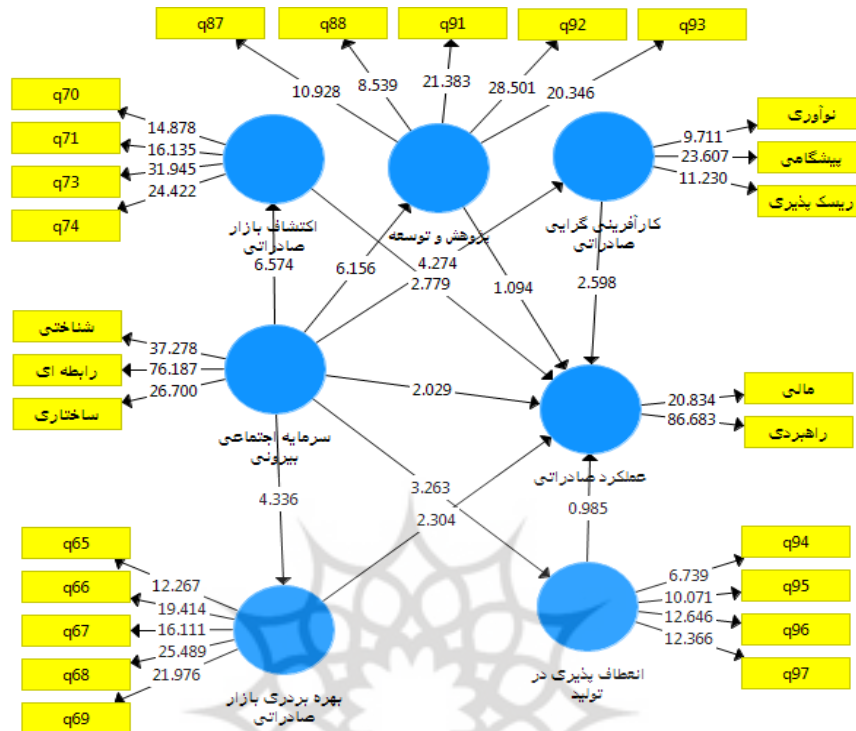 q87
q88
q91
q92
q93
10.928
8.539
21.383
28.501
20.346
q70
q71
q73
q74
14.878
16.135
31.945
24.422
نوآوری
پیشگامی
ریسک پذیری
9.711
23.607
11.230
اکتشاف بازار
صادراتی
پژوهش و توسعه
کارآفرینی گرایی
صادراتی
6.574
6.156
4.274
2.779
1.094
2.598
شناختی
رابطه ای
ساختاری
37.278
76.187
26.700
2.029
20.834
86.683
مالی
راهبردی
سرمایه اجتماعی
بیرونی
عملکرد صادراتی
4.336
3.263
2.304
0.985
q65
q66
q67
q68
q69
12.267
19.414
16.111
25.489
21.976
6.739
10.071
12.646
12.366
q94
q95
q96
q97
بهره بردری بازار
صادراتی
انعطاف پذیری در
تولید